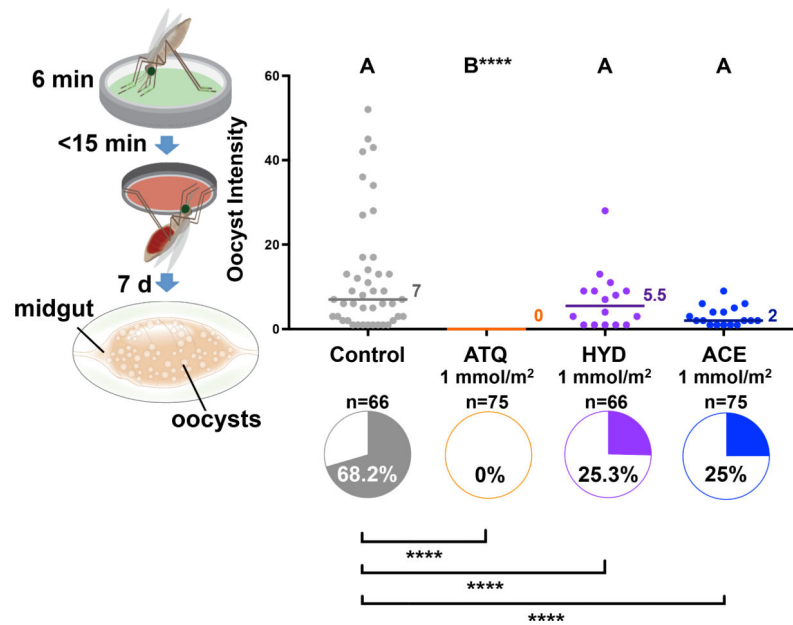 6 min
<15 min
7 d
midgut
oocysts
A B**** A A
Oocyst Intensity
60
40
20
0
7
0
5.5
2
Control ATQ HYD ACE
1 mmol/m² 1 mmol/m² 1 mmol/m²
n=66 n=75 n=66 n=75
68.2% 0% 25.3% 25%
****
****
****